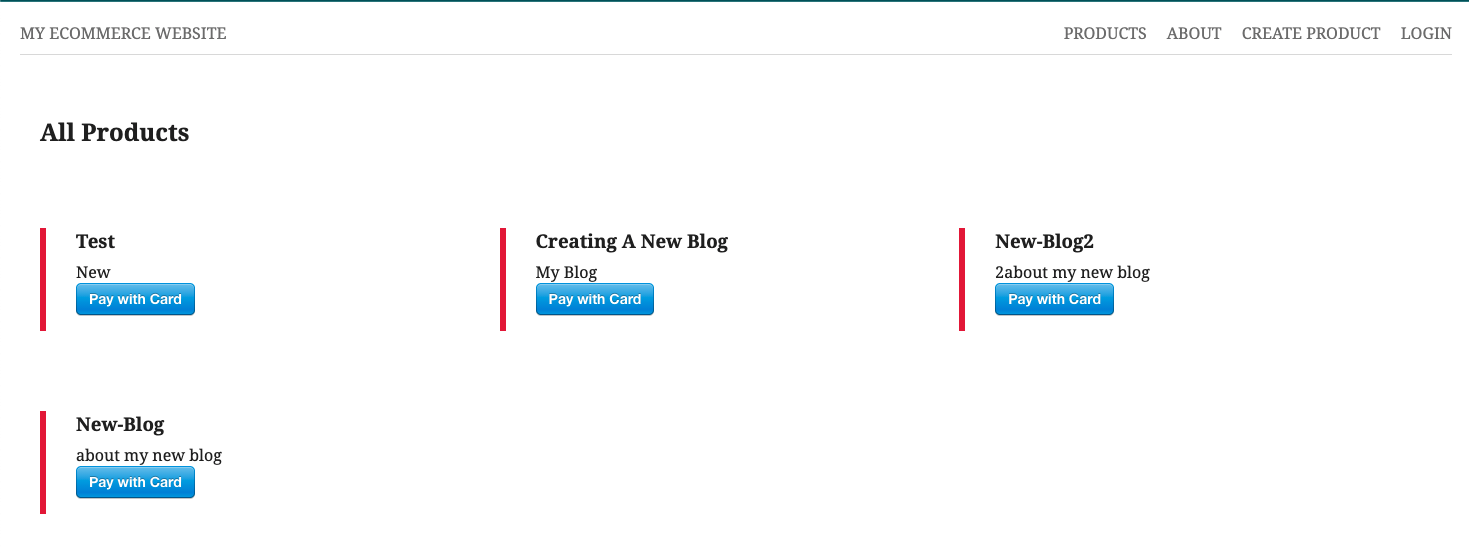 MY ECOMMERCE WEBSITE PRODUCTS ABOUT CREATE PRODUCT LOGIN
All Products
Test
New
Pay with Card
Creating A New Blog
My Blog
Pay with Card
New-Blog2
2about my new blog
Pay with Card
New-Blog
about my new blog
Pay with Card